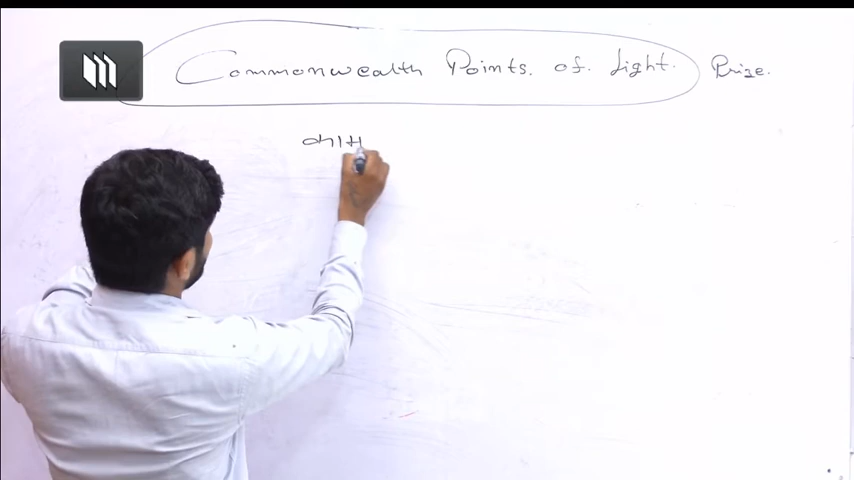 Commonwealth Points of Light. Prize.
काम